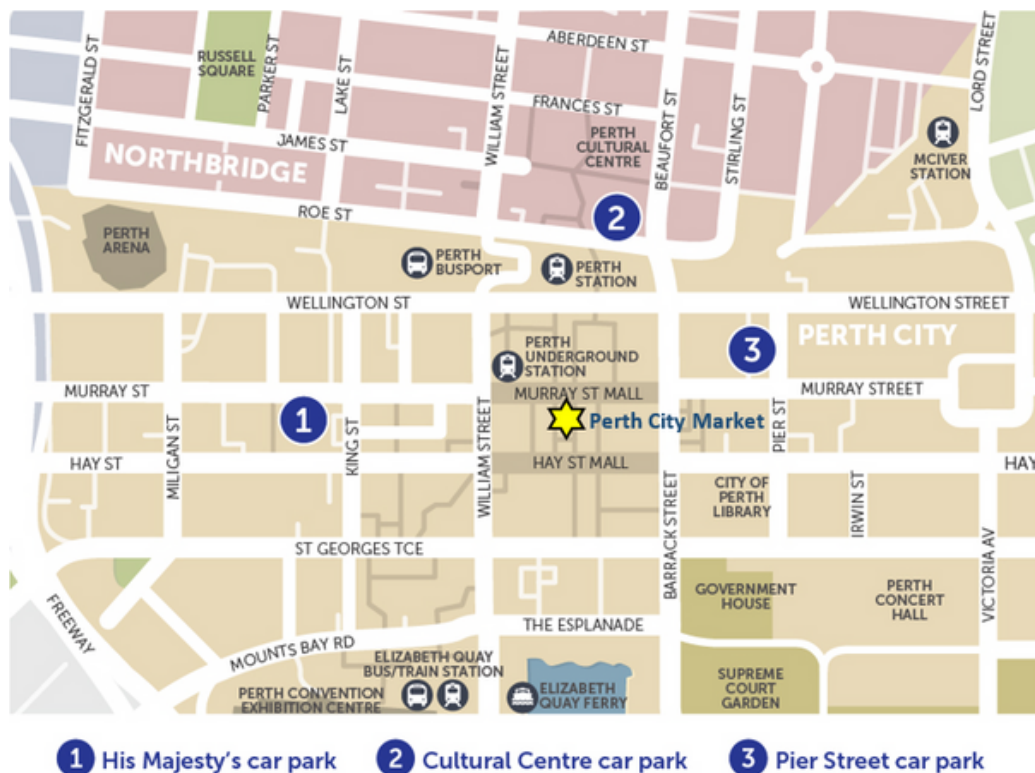 ABERDEEN ST
FITZGERALD ST
RUSSELL
SQUARE
PARKER ST
LAKE ST
WILLIAM STREET
FRANCES ST
BEAUFORT ST
STIRLING ST
LORD STREET
JAMES ST
PERTH
CULTURAL
CENTRE
MCIVER
STATION
NORTHBRIDGE
ROE ST
2
PERTH
ARENA
PERTH
BUSPORT
PERTH
STATION
WELLINGTON ST
WELLINGTON STREET
PERTH CITY
3
PERTH
UNDERGROUND
STATION
MURRAY ST
MURRAY ST MALL
MURRAY STREET
1
Perth City Market
KING ST
MILIGAN ST
WILLIAM STREET
PIER ST
HAY ST
HAY ST MALL
HAY
CITY OF
PERTH
LIBRARY
IRWIN ST
BARRACK STREET
ST GEORGES TCE
VICTORIA AV
GOVERNMENT
HOUSE
PERTH
CONCERT
HALL
FREEWAY
THE ESPLANADE
MOUNTS BAY RD
ELIZABETH QUAY
BUS/TRAIN STATION
PERTH CONVENTION
EXHIBITION CENTRE
ELIZABETH
QUAY FERRY
SUPREME
COURT
GARDEN
1 His Majesty's car park
2 Cultural Centre car park
3 Pier Street car park